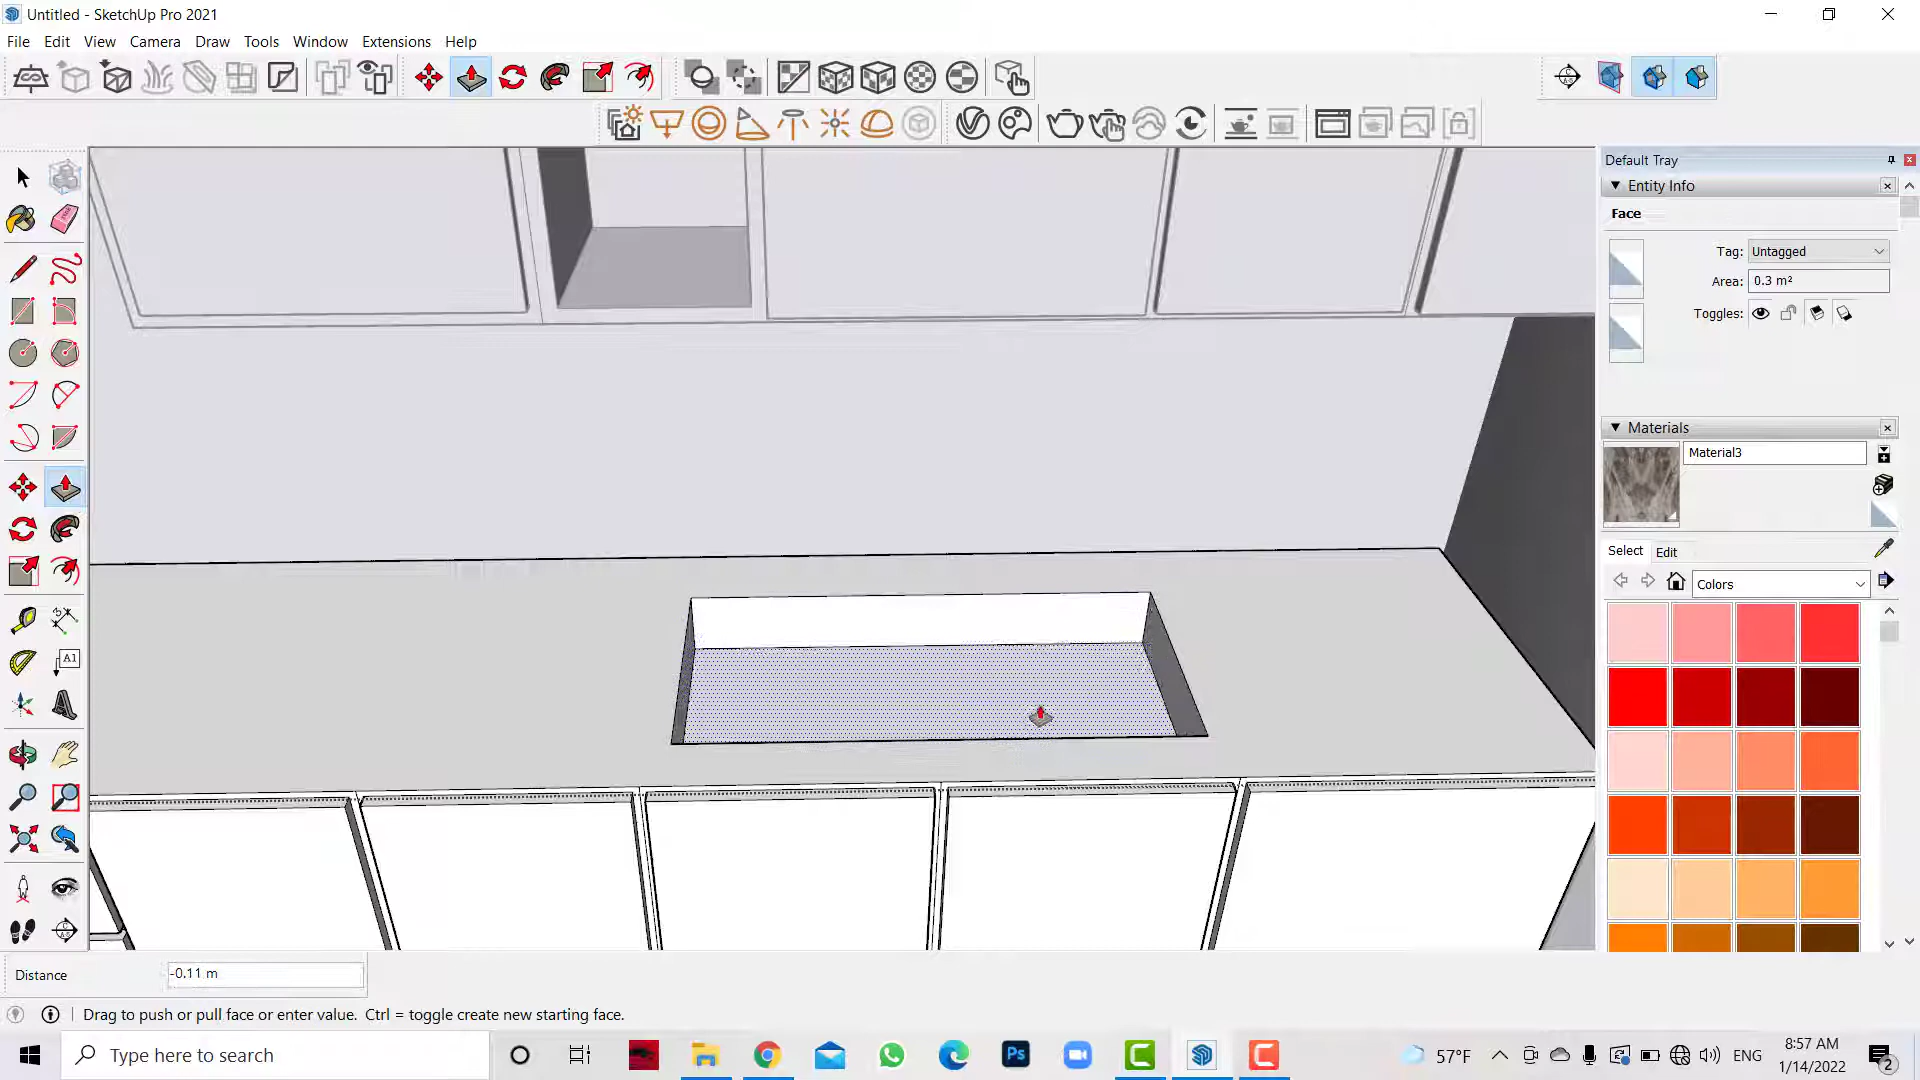 Untitled - SketchUp Pro 2021
File Edit View Camera Draw Tools Window Extensions Help
Default Tray
Entity Info
Face
Tag: Untagged
Area: 0.3 m²
Toggles:
Materials
Material3
Select Edit
Colors
A1
Distance -0.11 m
Drag to push or pull face or enter value. Ctrl = toggle create new starting face.
Type here to search
Ps
57°F
ENG
8:57 AM
1/14/2022
2